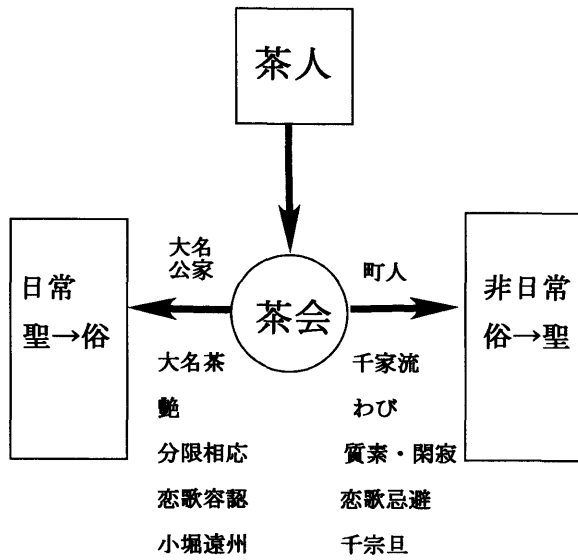 茶人
大名
公家
町人
日常
聖→俗
茶会
非日常
俗→聖
大名茶
千家流
艶
わび
分限相応
質素・閑寂
恋歌容認
恋歌忌避
小堀遠州
千宗旦